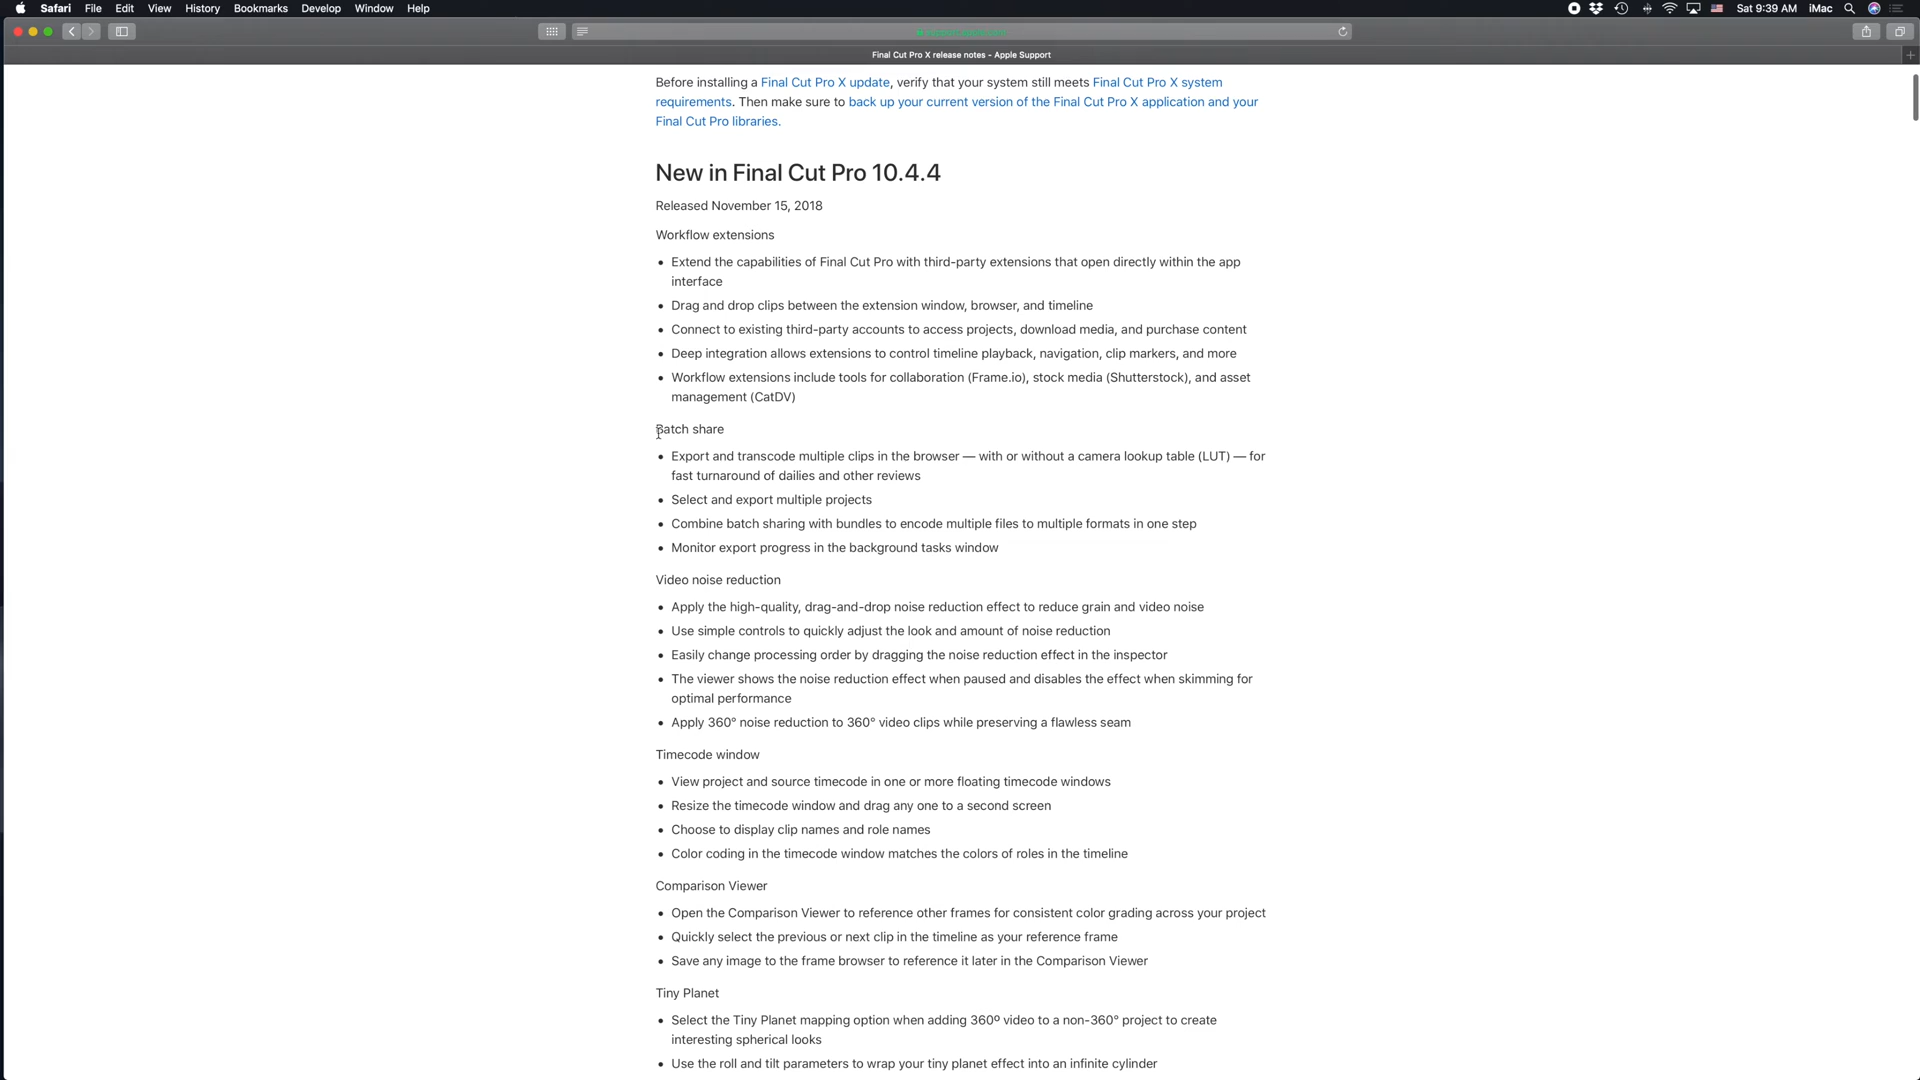 Safari File Edit View History Bookmarks Develop Window Help Sat 9:39 AM iMac
Final Cut Pro X release notes - Apple Support
Before installing a Final Cut Pro X update, verify that your system still meets Final Cut Pro X system
requirements. Then make sure to back up your current version of the Final Cut Pro X application and your
Final Cut Pro libraries.
New in Final Cut Pro 10.4.4
Released November 15, 2018
Workflow extensions
• Extend the capabilities of Final Cut Pro with third-party extensions that open directly within the app
interface
• Drag and drop clips between the extension window, browser, and timeline
• Connect to existing third-party accounts to access projects, download media, and purchase content
• Deep integration allows extensions to control timeline playback, navigation, clip markers, and more
• Workflow extensions include tools for collaboration (Frame.io), stock media (Shutterstock), and asset
management (CatDV)
Batch share
• Export and transcode multiple clips in the browser — with or without a camera lookup table (LUT) — for
fast turnaround of dailies and other reviews
• Select and export multiple projects
• Combine batch sharing with bundles to encode multiple files to multiple formats in one step
• Monitor export progress in the background tasks window
Video noise reduction
• Apply the high-quality, drag-and-drop noise reduction effect to reduce grain and video noise
• Use simple controls to quickly adjust the look and amount of noise reduction
• Easily change processing order by dragging the noise reduction effect in the inspector
• The viewer shows the noise reduction effect when paused and disables the effect when skimming for
optimal performance
• Apply 360° noise reduction to 360° video clips while preserving a flawless seam
Timecode window
• View project and source timecode in one or more floating timecode windows
• Resize the timecode window and drag any one to a second screen
• Choose to display clip names and role names
• Color coding in the timecode window matches the colors of roles in the timeline
Comparison Viewer
• Open the Comparison Viewer to reference other frames for consistent color grading across your project
• Quickly select the previous or next clip in the timeline as your reference frame
• Save any image to the frame browser to reference it later in the Comparison Viewer
Tiny Planet
• Select the Tiny Planet mapping option when adding 360º video to a non-360° project to create
interesting spherical looks
• Use the roll and tilt parameters to wrap your tiny planet effect into an infinite cylinder